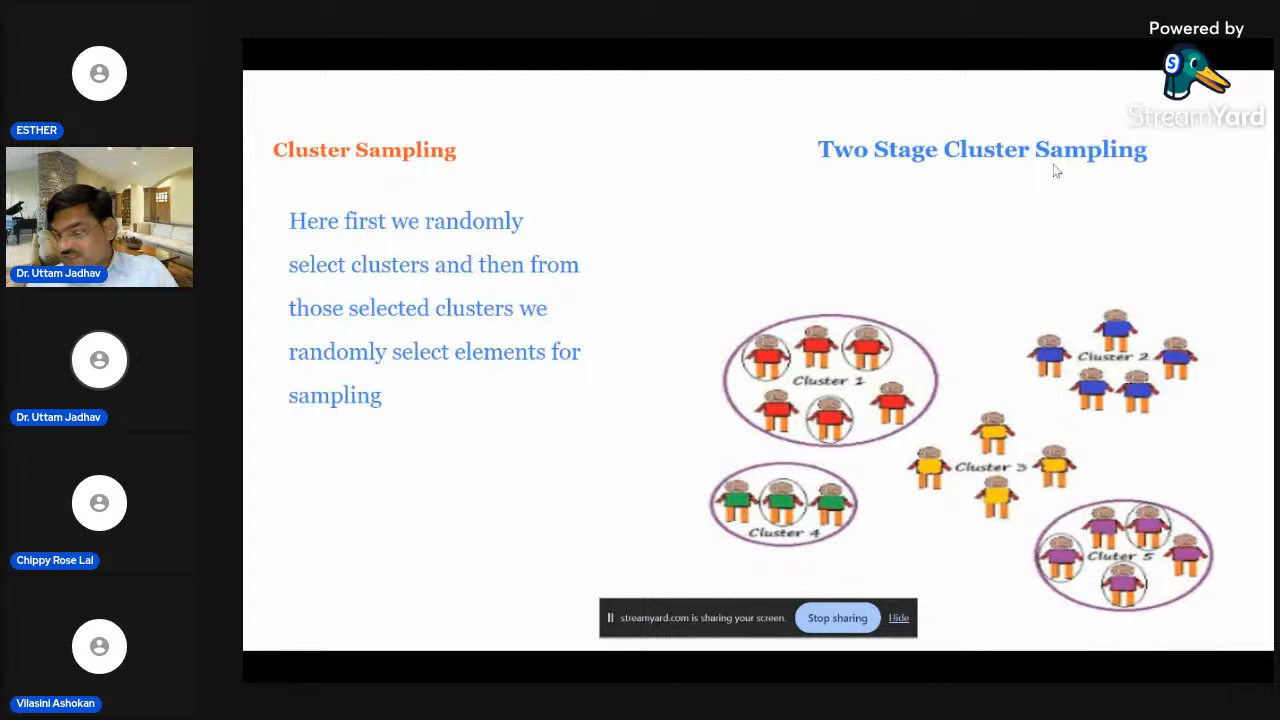 Powered by
StreamYard
ESTHER
Dr. Uttam Jadhav
Dr. Uttam Jadhav
Chippy Rose Lal
Vilasini Ashokan
Cluster Sampling
Two Stage Cluster Sampling
Here first we randomly
select clusters and then from
those selected clusters we
randomly select elements for
sampling
Cluster 1
Cluster 2
Cluster 3
Cluster 4
Cluter 5
streamyard.com is sharing your screen.
Stop sharing
Hide